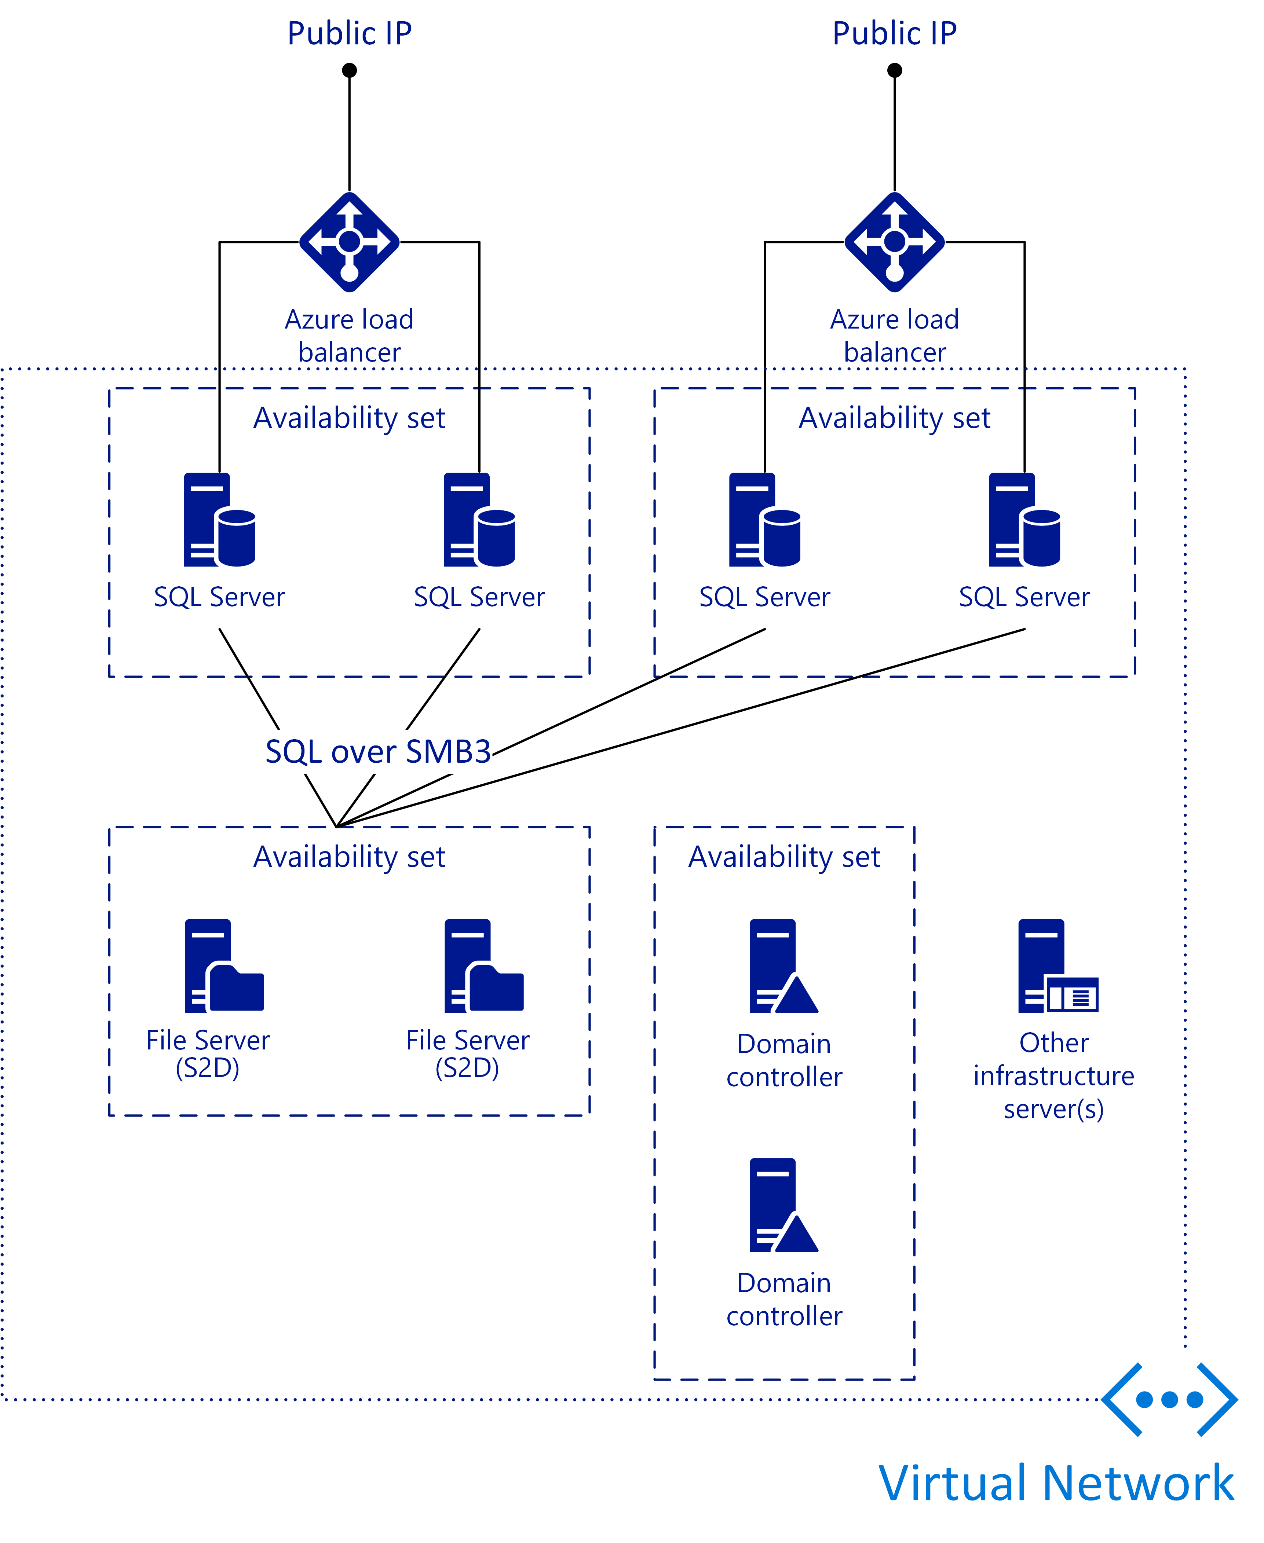 Public IP
Public IP
Azure load
balancer
Azure load
balancer
Availability set
Availability set
SQL Server
SQL Server
SQL Server
SQL Server
SQL over SMB3
Availability set
Availability set
File Server
(S2D)
File Server
(S2D)
Domain
controller
Other
infrastructure
server(s)
Domain
controller
Virtual Network